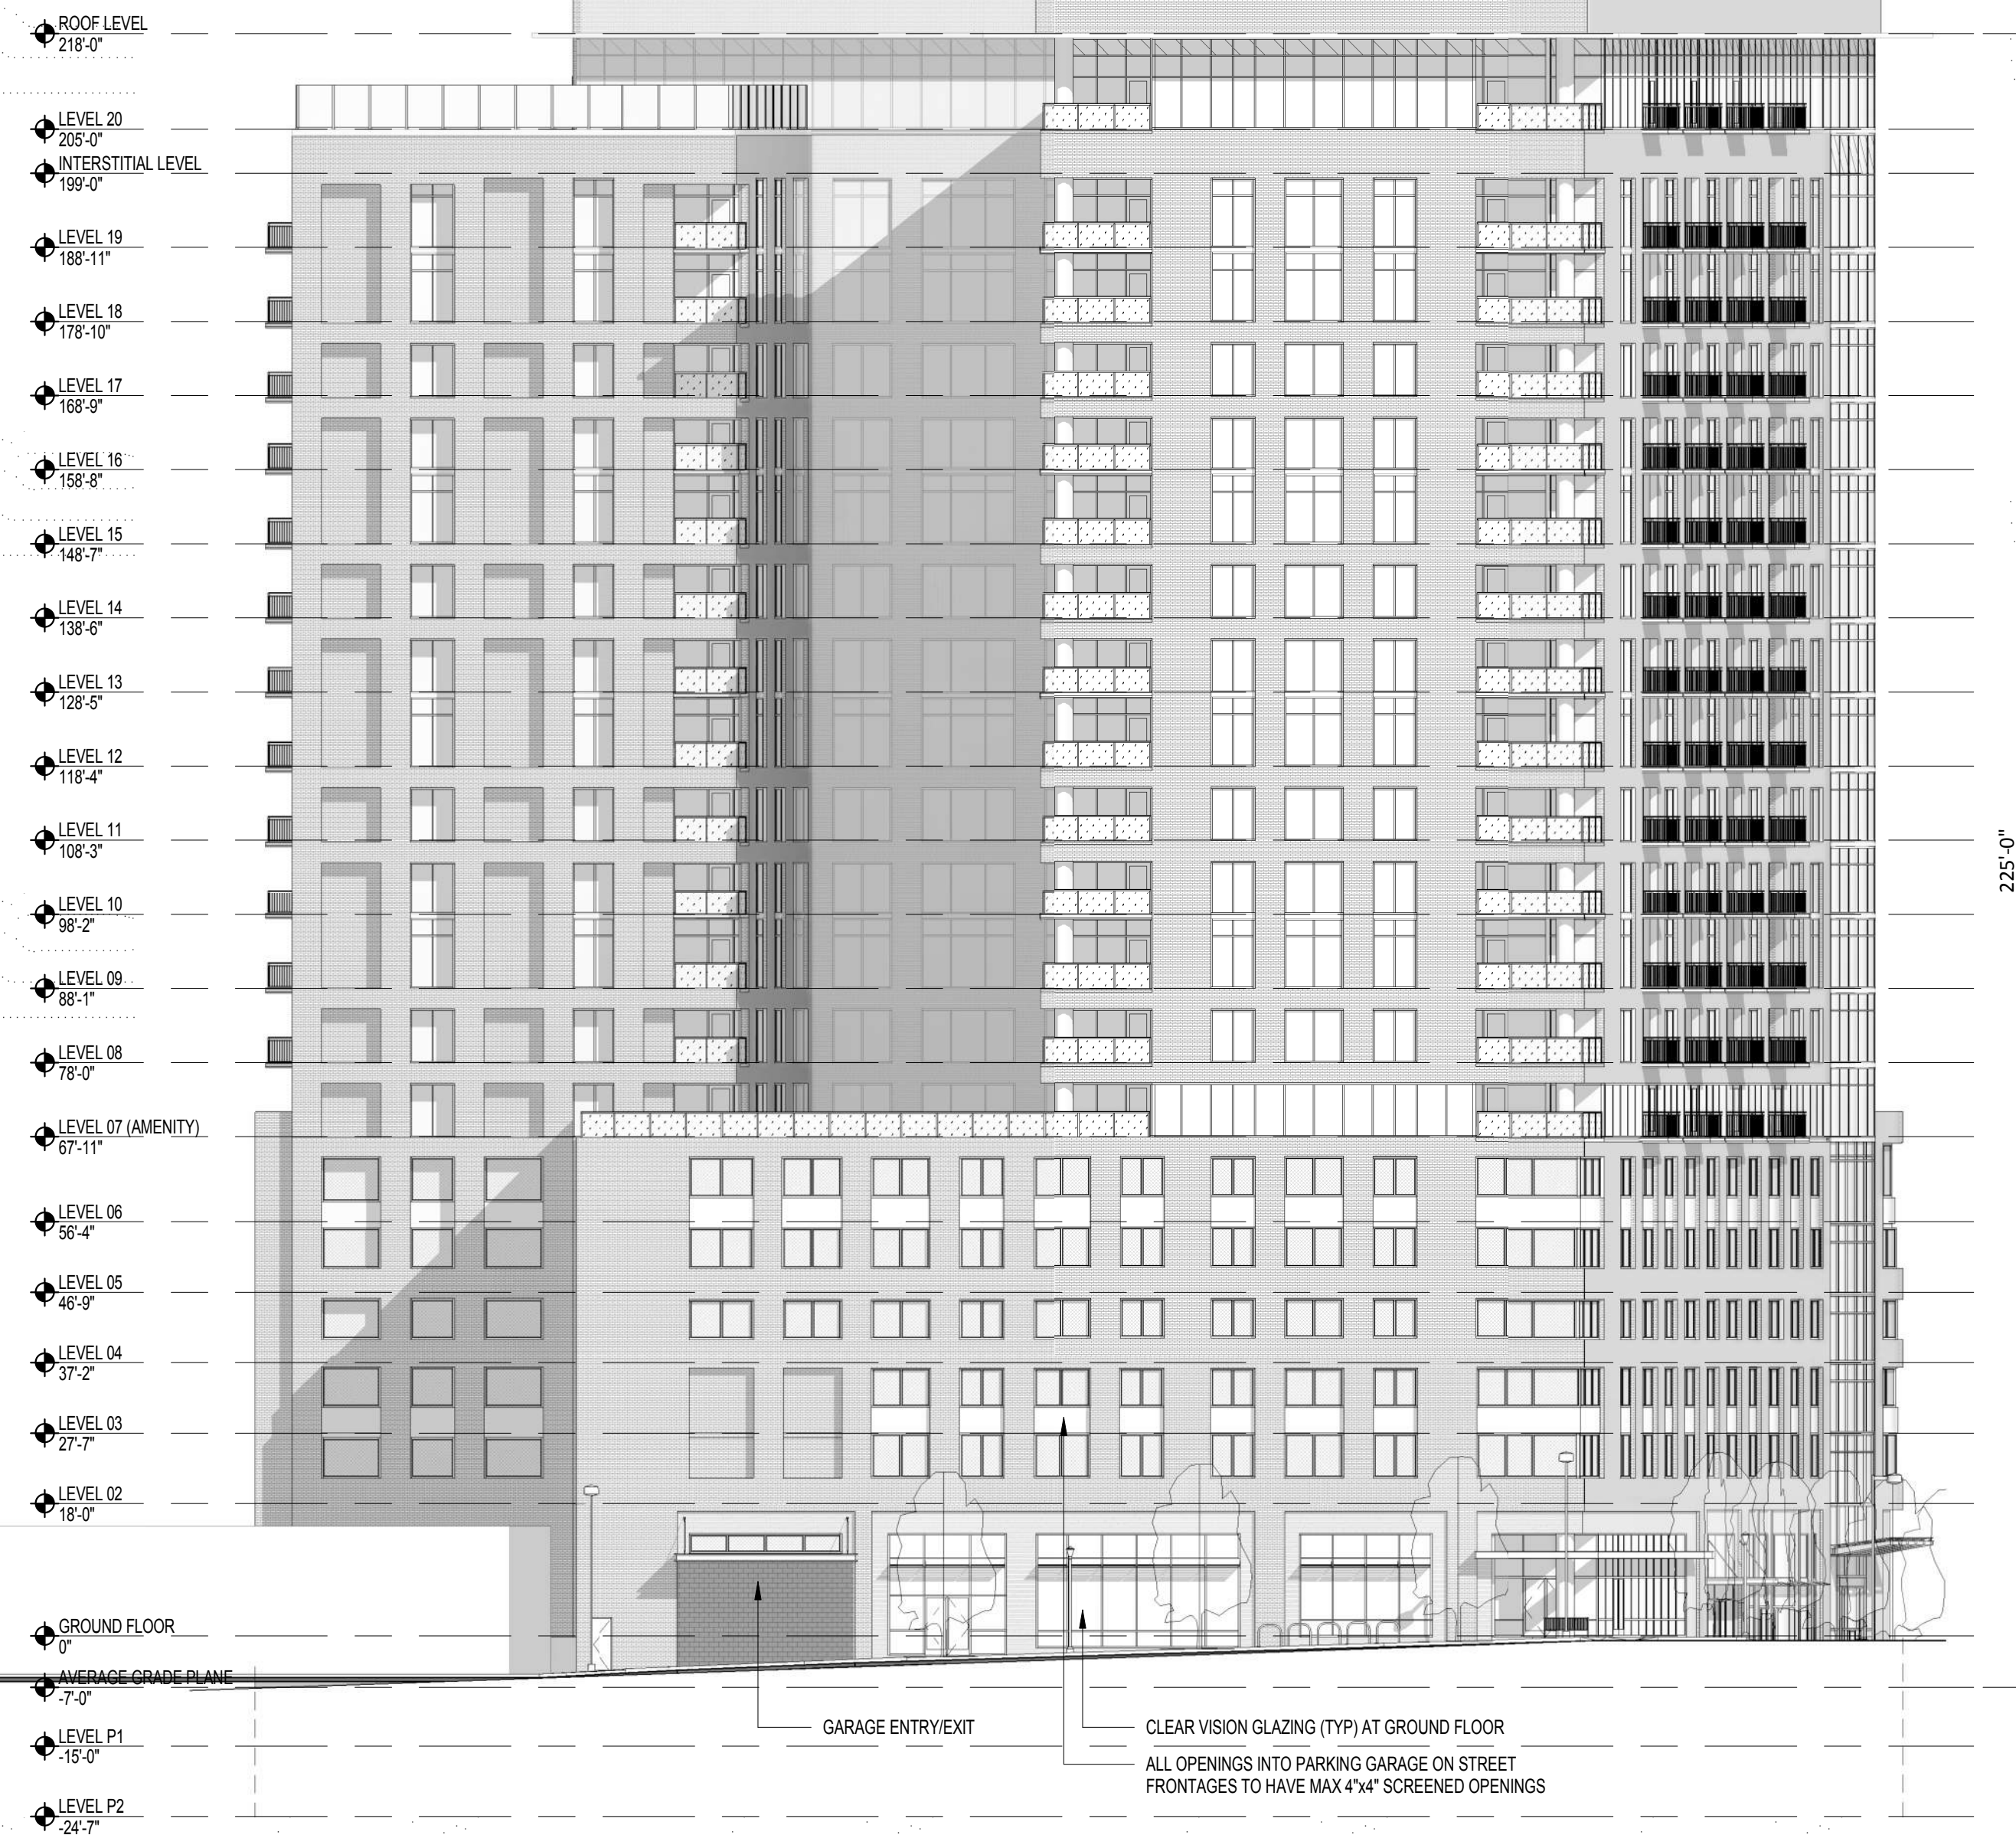 ROOF LEVEL
218'-0"
LEVEL 20
205'-0"
INTERSTITIAL LEVEL
199'-0"
LEVEL 19
188'-11"
LEVEL 18
178'-10"
LEVEL 17
168'-9"
LEVEL 16
158'-8"
LEVEL 15
148'-7"
LEVEL 14
138'-6"
LEVEL 13
128'-5"
LEVEL 12
118'-4"
LEVEL 11
108'-3"
225'-0"
LEVEL 10
98'-2"
LEVEL 09
88'-1"
LEVEL 08
78'-0"
LEVEL 07 (AMENITY)
67'-11"
LEVEL 06
56'-4"
LEVEL 05
46'-9"
LEVEL 04
37'-2"
LEVEL 03
27'-7"
LEVEL 02
18'-0"
GROUND FLOOR
0"
AVERAGE GRADE PLANE
-7'-0"
GARAGE ENTRY/EXIT
CLEAR VISION GLAZING (TYP) AT GROUND FLOOR
LEVEL P1
-15'-0"
ALL OPENINGS INTO PARKING GARAGE ON STREET
FRONTAGES TO HAVE MAX 4"x4" SCREENED OPENINGS
LEVEL P2
-24'-7"